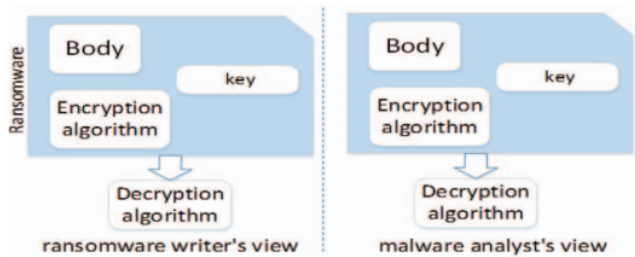 Ransomware
Body
key
Encryption
algorithm
Decryption
algorithm
ransomware writer's view
Body
key
Encryption
algorithm
Decryption
algorithm
malware analyst's view